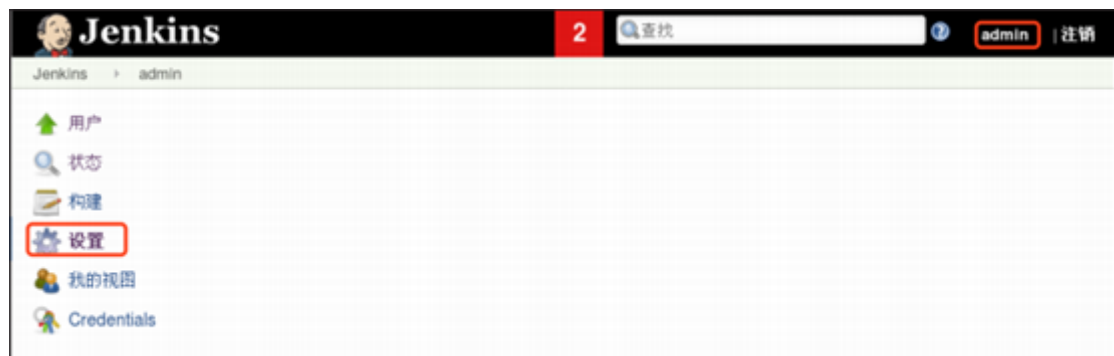 Jenkins 2 查找 admin | 注销
Jenkins admin
用户
状态
构建
设置
我的视图
Credentials